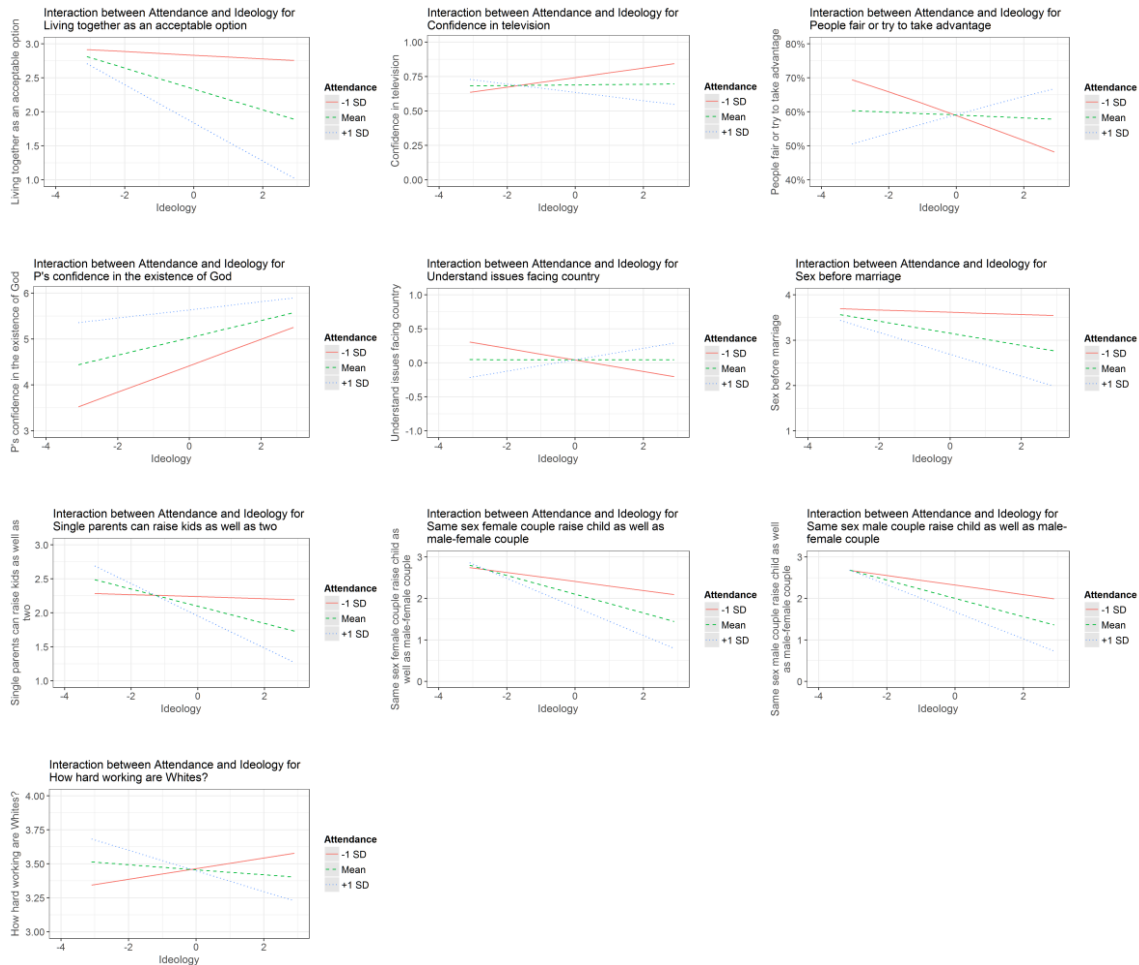 Interaction between Attendance and Ideology for
Living together as an acceptable option
Living together as an acceptable option
3.0
2.5
2.0
1.5
1.0
-4
-2
0
2
Ideology
Attendance
-1 SD
Mean
+1 SD
Interaction between Attendance and Ideology for
Confidence in television
Confidence in television
1.00
0.75
0.50
0.25
0.00
-4
-2
0
2
Ideology
Attendance
-1 SD
Mean
+1 SD
Interaction between Attendance and Ideology for
People fair or try to take advantage
People fair or try to take advantage
80%
70%
60%
50%
40%
-4
-2
0
2
Ideology
Attendance
-1 SD
Mean
+1 SD
Interaction between Attendance and Ideology for
P's confidence in the existence of God
P's confidence in the existence of God
6
5
4
3
-4
-2
0
2
Ideology
Attendance
-1 SD
Mean
+1 SD
Interaction between Attendance and Ideology for
Understand issues facing country
Understand issues facing country
1.0
0.5
0.0
-0.5
-1.0
-4
-2
0
2
Ideology
Attendance
-1 SD
Mean
+1 SD
Interaction between Attendance and Ideology for
Sex before marriage
Sex before marriage
4
3
2
1
-4
-2
0
2
Ideology
Attendance
-1 SD
Mean
+1 SD
Interaction between Attendance and Ideology for
Single parents can raise kids as well as two
Single parents can raise kids as well as
two
3.0
2.5
2.0
1.5
1.0
-4
-2
0
2
Ideology
Attendance
-1 SD
Mean
+1 SD
Interaction between Attendance and Ideology for
Same sex female couple raise child as well as
male-female couple
Same sex female couple raise child as
well as male-female couple
3
2
1
0
-4
-2
0
2
Ideology
Attendance
-1 SD
Mean
+1 SD
Interaction between Attendance and Ideology for
Same sex male couple raise child as well as male-
female couple
Same sex male couple raise child as well
as male-female couple
3
2
1
0
-4
-2
0
2
Ideology
Attendance
-1 SD
Mean
+1 SD
Interaction between Attendance and Ideology for
How hard working are Whites?
How hard working are Whites?
4.00
3.75
3.50
3.25
3.00
-4
-2
0
2
Ideology
Attendance
-1 SD
Mean
+1 SD